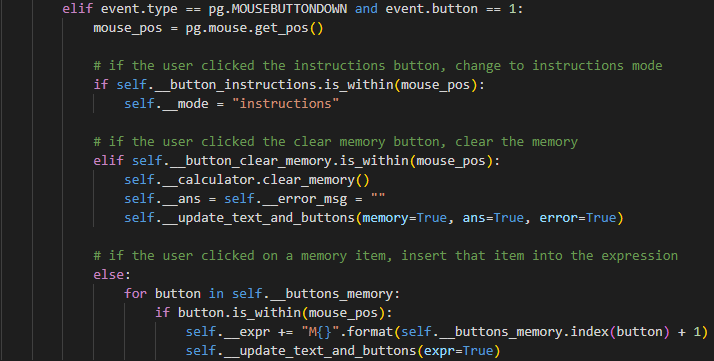 elif event.type == pg.MOUSEBUTTONDOWN and event.button == 1:
    mouse_pos = pg.mouse.get_pos()

    # if the user clicked the instructions button, change to instructions mode
    if self.__button_instructions.is_within(mouse_pos):
        self.__mode = "instructions"

    # if the user clicked the clear memory button, clear the memory
    elif self.__button_clear_memory.is_within(mouse_pos):
        self.__calculator.clear_memory()
        self.__ans = self.__error_msg = ""
        self.__update_text_and_buttons(memory=True, ans=True, error=True)

    # if the user clicked on a memory item, insert that item into the expression
    else:
        for button in self.__buttons_memory:
            if button.is_within(mouse_pos):
                self.__expr += "M{}".format(self.__buttons_memory.index(button) + 1)
                self.__update_text_and_buttons(expr=True)